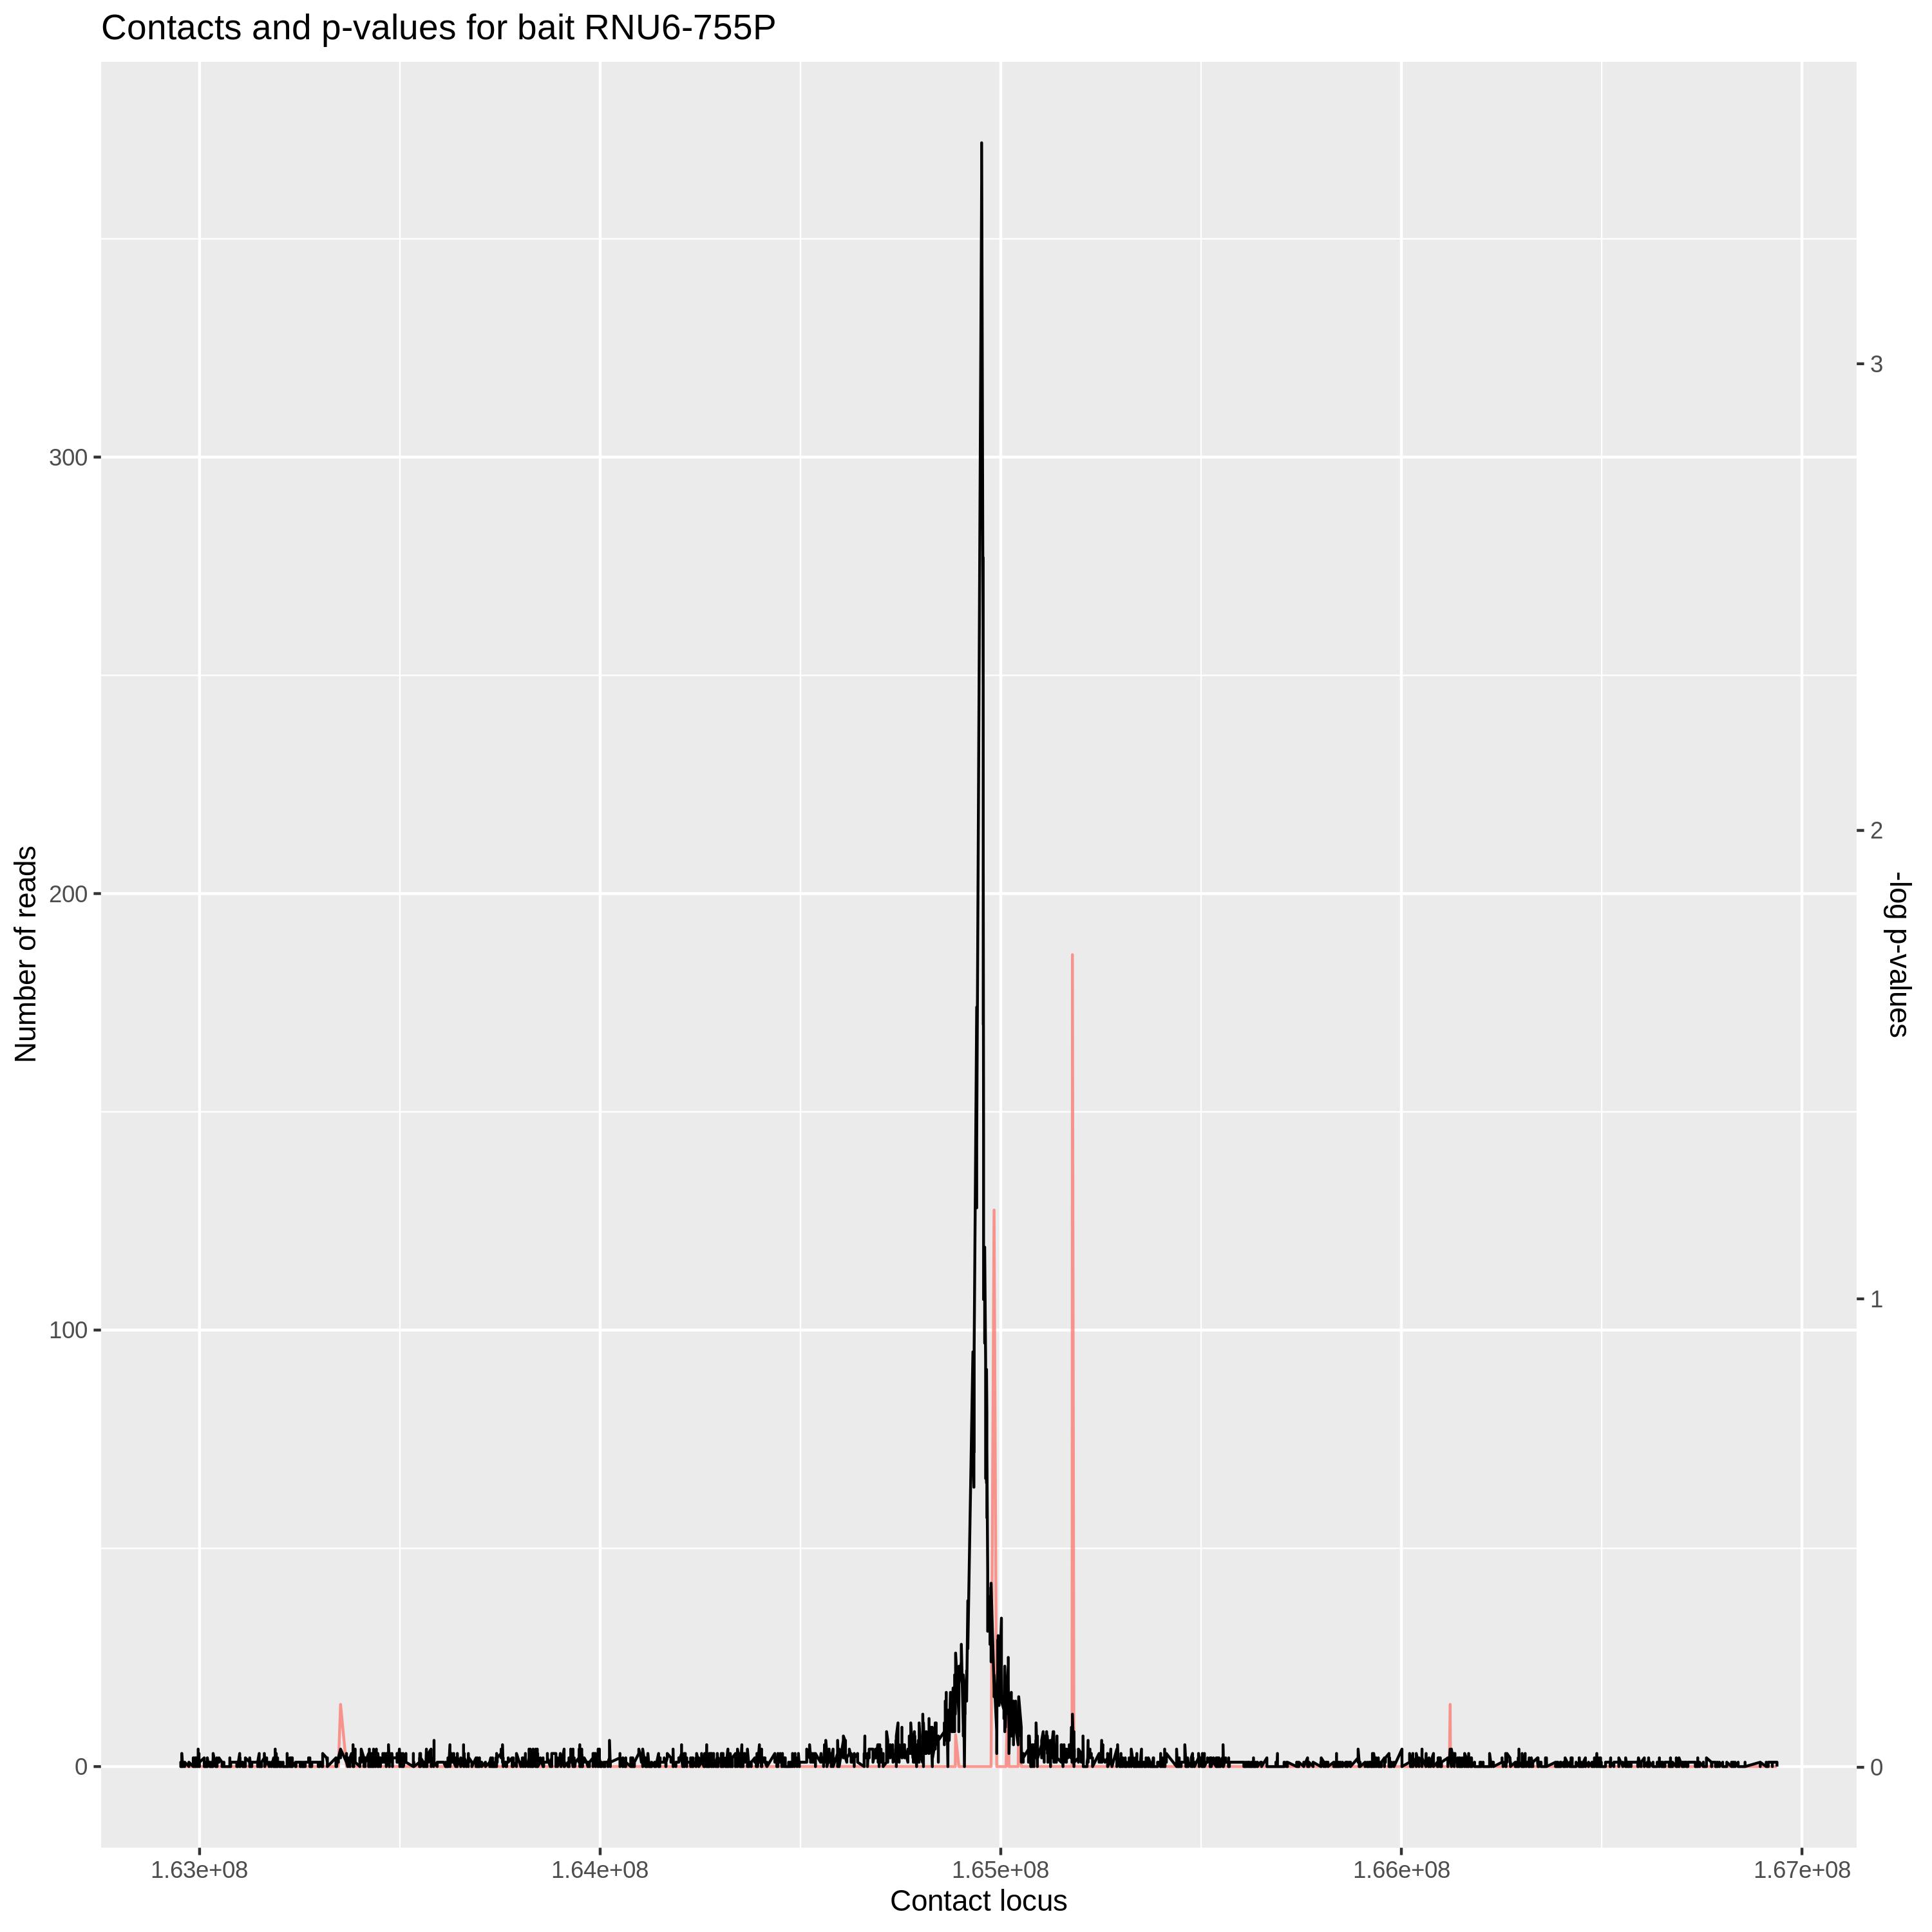 Contacts and p-values for bait RNU6-755P
Number of reads
300
200
100
0
3
2
1
0
-log p-values
1.63e+08 1.64e+08 1.65e+08 1.66e+08 1.67e+08
Contact locus